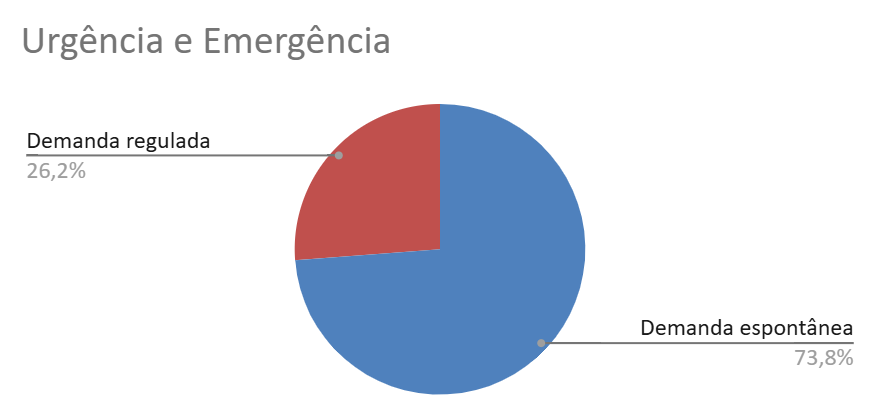 Urgência e Emergência
Demanda regulada
26,2%
Demanda espontânea
73,8%